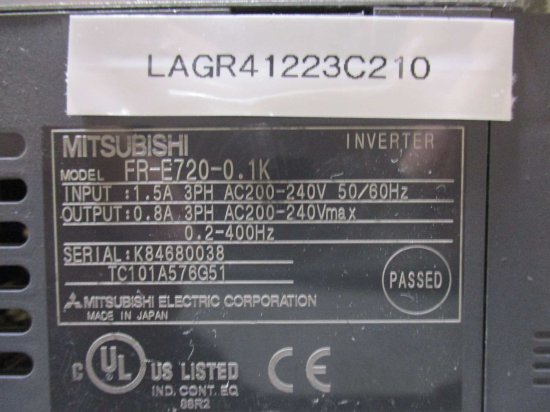 LAGR41223C210
MITSUBISHI INVERTER
MODEL FR-E720-0.1K
INPUT :1.5A 3PH AC200-240V 50/60Hz
OUTPUT:0.8A 3PH AC200-240Vmax
0.2-400Hz
SERIAL:K84680038
TC101A576G51
PASSED
MITSUBISHI ELECTRIC CORPORATION
MADE IN JAPAN
C UL US LISTED CE
IND. CONT. EQ
86R2